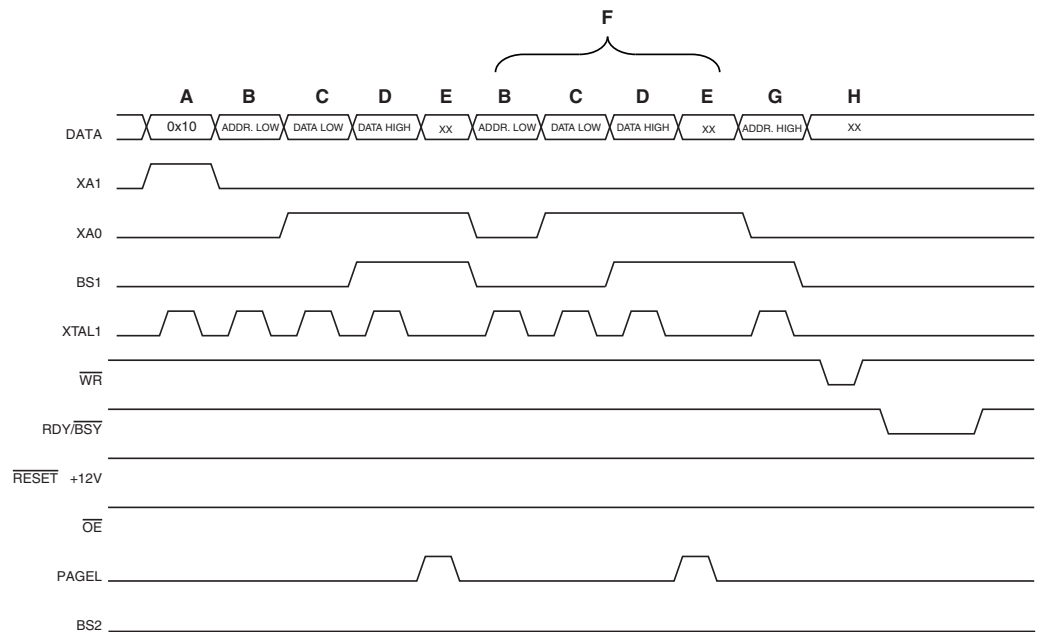 F
A B C D E B C D E G H
DATA 0x10 ADDR. LOW DATA LOW DATA HIGH XX ADDR. LOW DATA LOW DATA HIGH XX ADDR. HIGH XX
XA1
XA0
BS1
XTAL1
WR
RDY/BSY
RESET +12V
OE
PAGEL
BS2